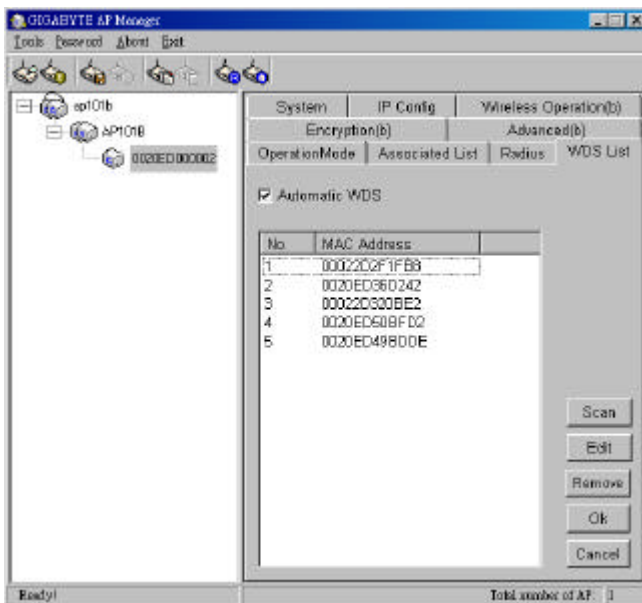 GIGABYTE AP Manager
Tools Password About Exit
ap101b
AP101B
0020ED000002
System IP Config Wireless Operation(b)
Encryption(b) Advanced(b)
OperationMode Associated List Radius WDS List
Automatic WDS
No. MAC Address
1 00022D2F1FB8
2 0020ED36D242
3 00022D320BE2
4 0020ED50BFD2
5 0020ED498DDE
Scan
Edit
Remove
Ok
Cancel
Ready! Total number of AP: 1